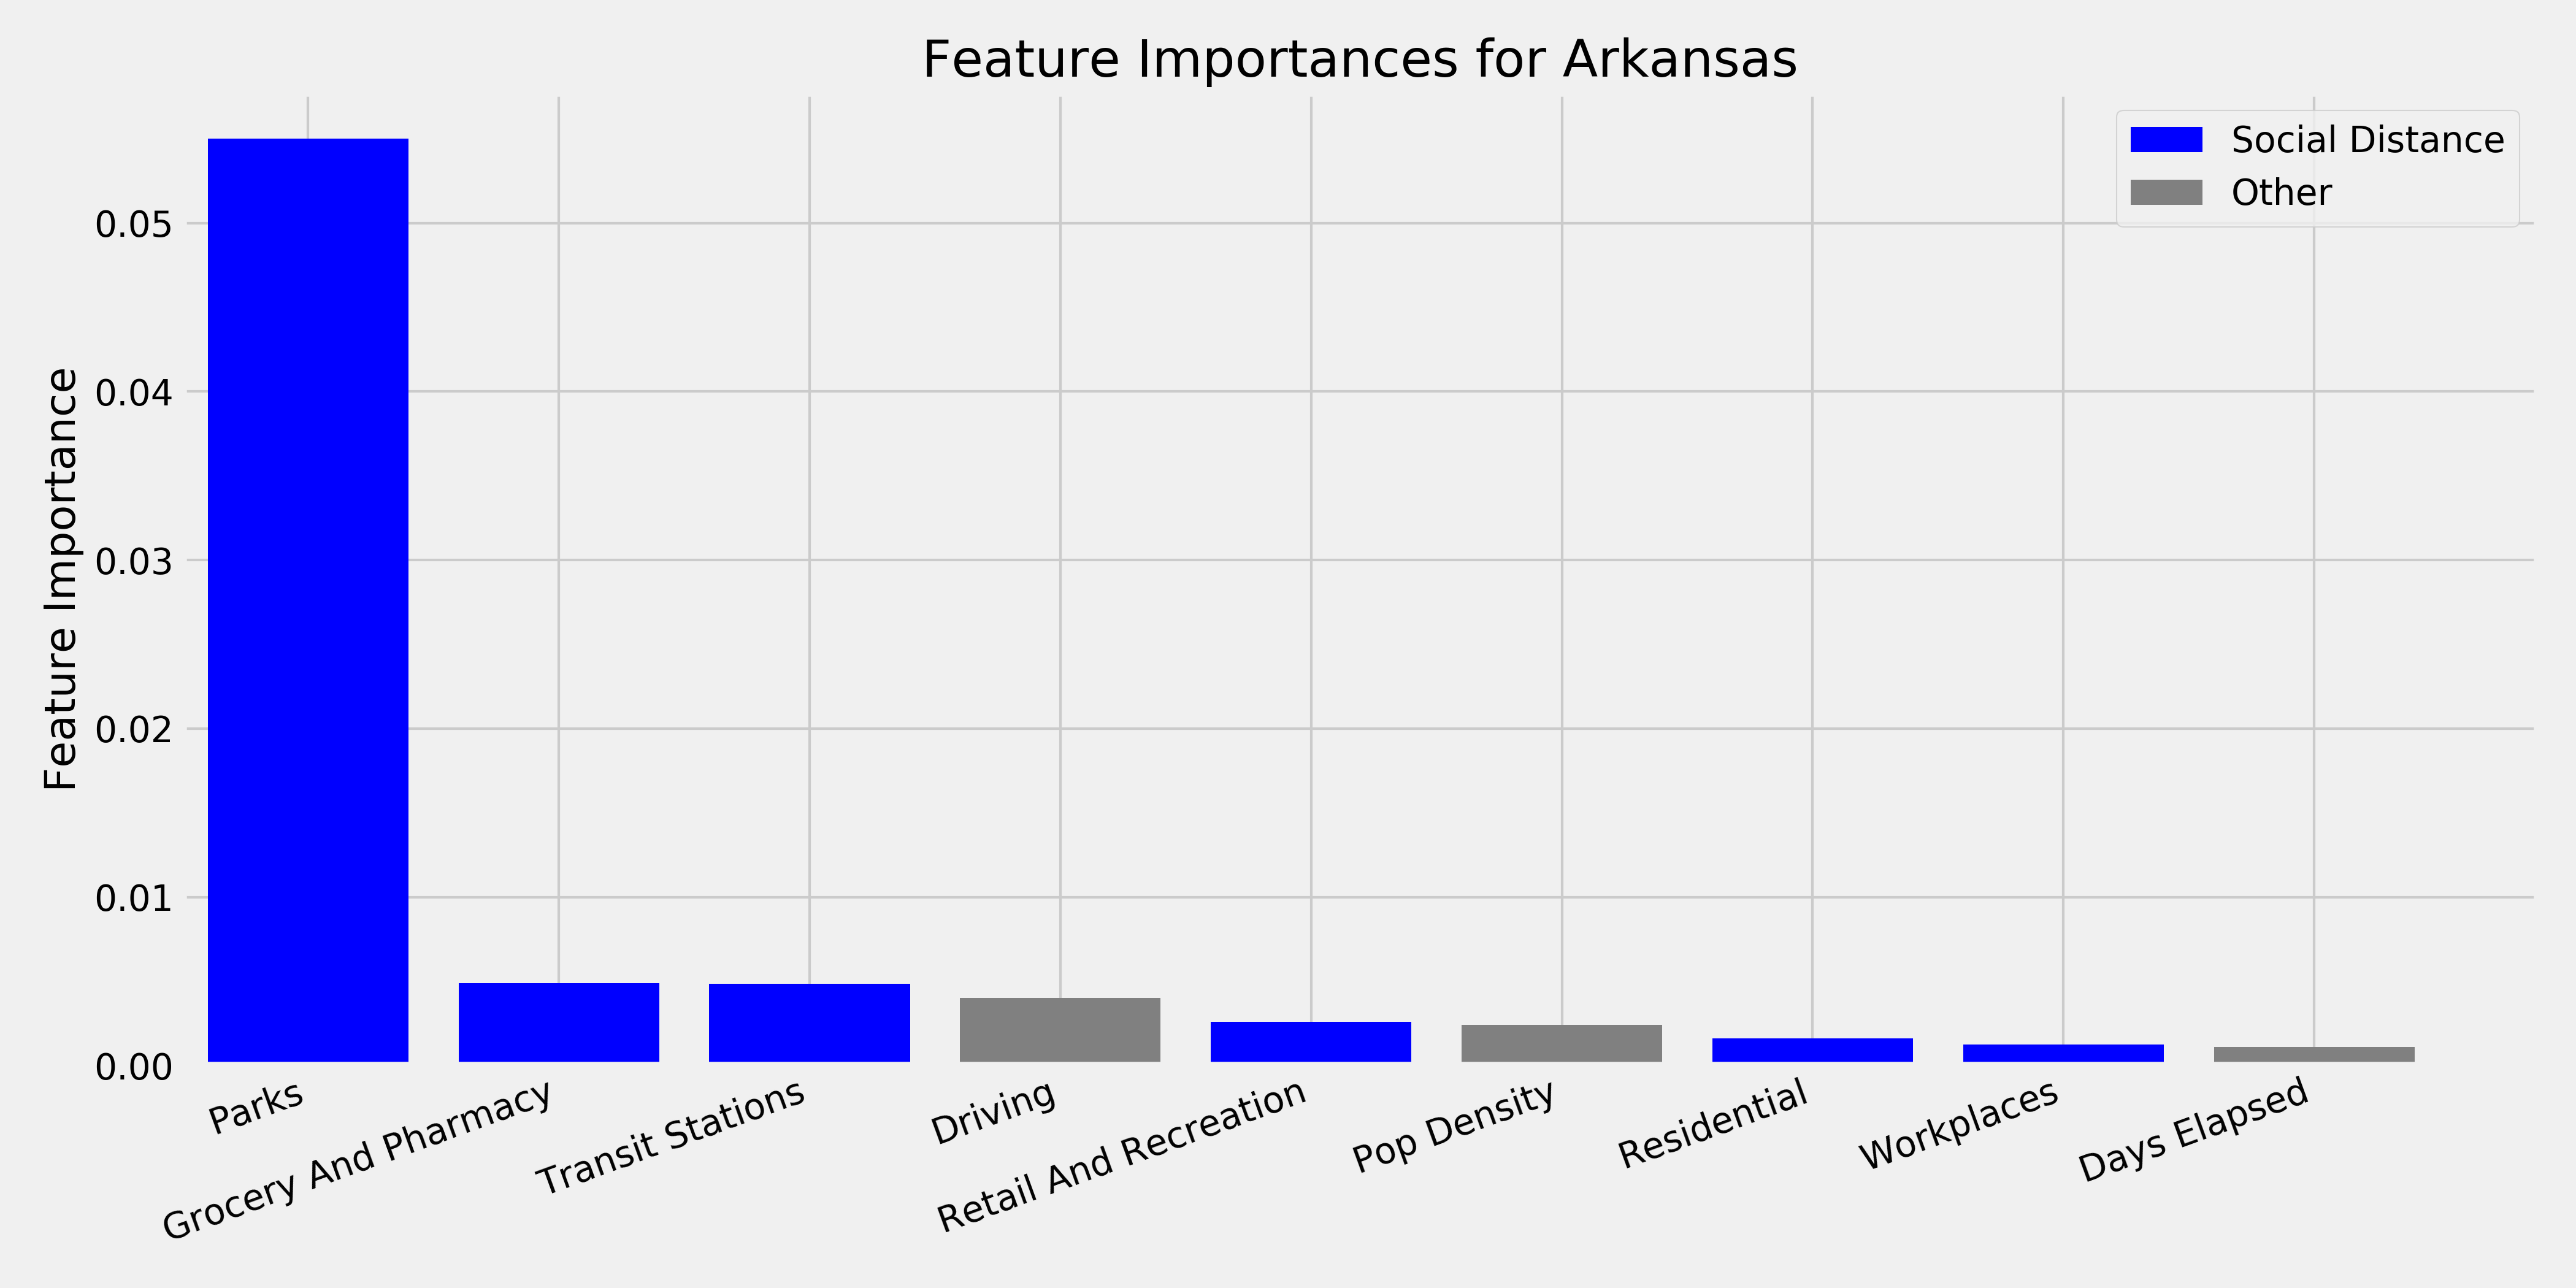 Feature Importances for Arkansas
Social Distance
Other
Feature Importance
0.05
0.04
0.03
0.02
0.01
0.00
Parks
Grocery And Pharmacy
Transit Stations
Driving
Retail And Recreation
Pop Density
Residential
Workplaces
Days Elapsed